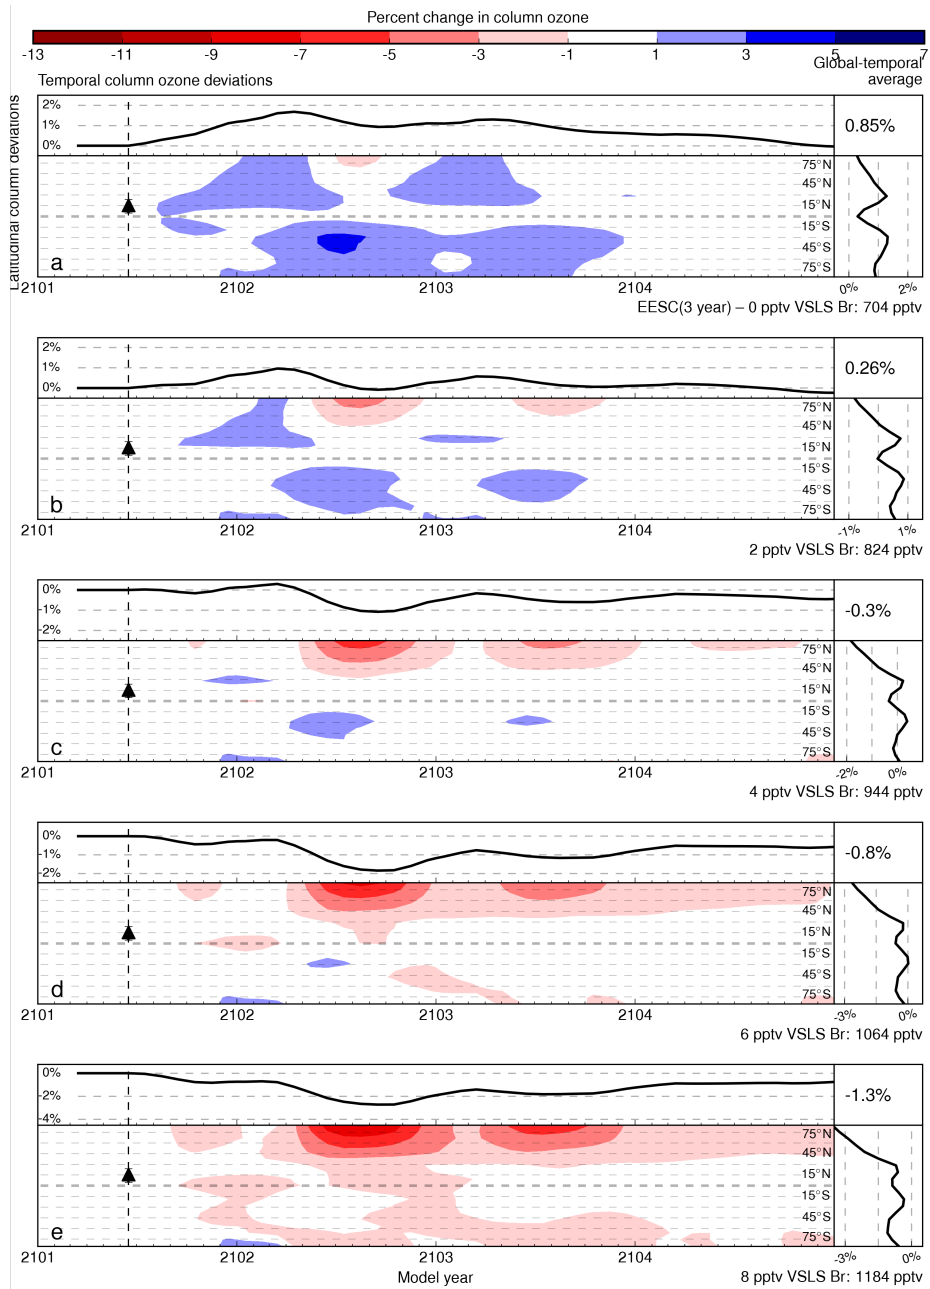 Percent change in column ozone
-13 -11 -9 -7 -5 -3 -1 1 3 5 7
Temporal column ozone deviations
Global-temporal
average
Latitudinal column deviations
2%
1%
0%
0.85%
75°N
45°N
15°N
15°S
45°S
75°S
a
2101 2102 2103 2104 0% 2%
EESC(3 year) – 0 pptv VSLS Br: 704 pptv
2%
1%
0%
0.26%
75°N
45°N
15°N
15°S
45°S
75°S
b
2101 2102 2103 2104 -1% 1%
2 pptv VSLS Br: 824 pptv
0%
-1%
-2%
-0.3%
75°N
45°N
15°N
15°S
45°S
75°S
c
2101 2102 2103 2104 -2% 0%
4 pptv VSLS Br: 944 pptv
0%
-1%
-2%
-0.8%
75°N
45°N
15°N
15°S
45°S
75°S
d
2101 2102 2103 2104 -3% 0%
6 pptv VSLS Br: 1064 pptv
0%
-2%
-4%
-1.3%
75°N
45°N
15°N
15°S
45°S
75°S
e
2101 2102 2103 2104 -3% 0%
Model year
8 pptv VSLS Br: 1184 pptv